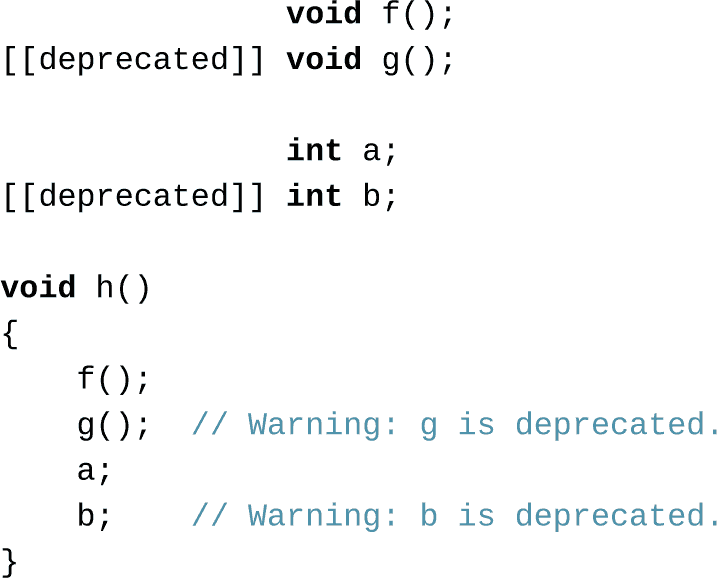 void f();
[[deprecated]] void g();

               int a;
[[deprecated]] int b;

void h()
{
    f();
    g();  // Warning: g is deprecated.
    a;
    b;    // Warning: b is deprecated.
}